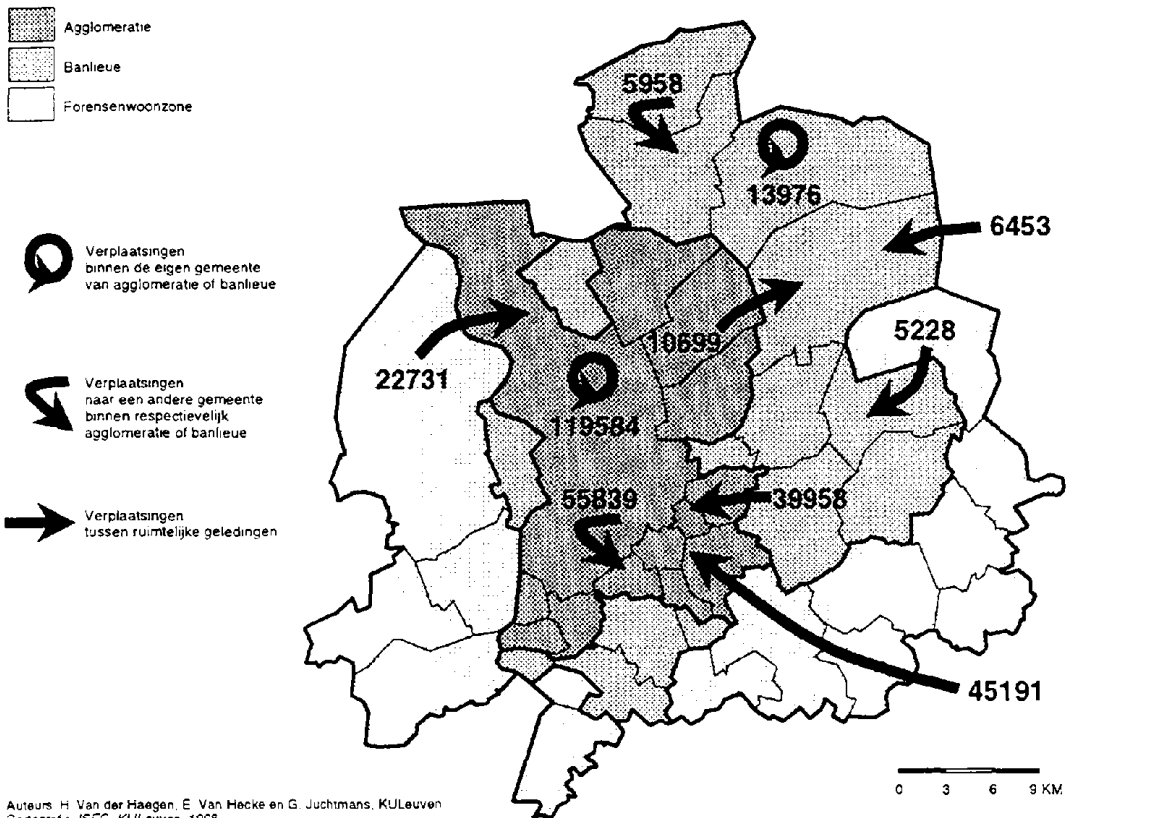 Agglomeratie
Banlieue
Forensenwoonzone
5958
13976
6453
Verplaatsingen
binnen de eigen gemeente
van agglomeratie of banlieue
10699
5228
22731
Verplaatsingen
naar een andere gemeente
binnen respectievelijk
agglomeratie of banlieue
119584
55839
39958
Verplaatsingen
tussen ruimtelijke geledingen
45191
0 3 6 9 KM
Auteurs H. Van der Haegen, E. Van Hecke en G. Juchtmans, KULeuven